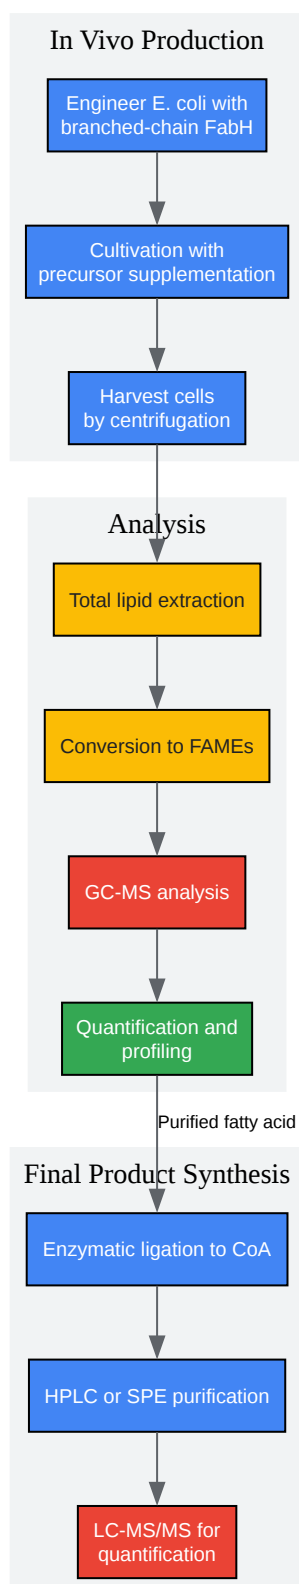 In Vivo Production
Engineer E. coli with
branched-chain FabH
Cultivation with
precursor supplementation
Harvest cells
by centrifugation
Analysis
Total lipid extraction
Conversion to FAMEs
GC-MS analysis
Quantification and
profiling
Purified fatty acid
Final Product Synthesis
Enzymatic ligation to CoA
HPLC or SPE purification
LC-MS/MS for
quantification